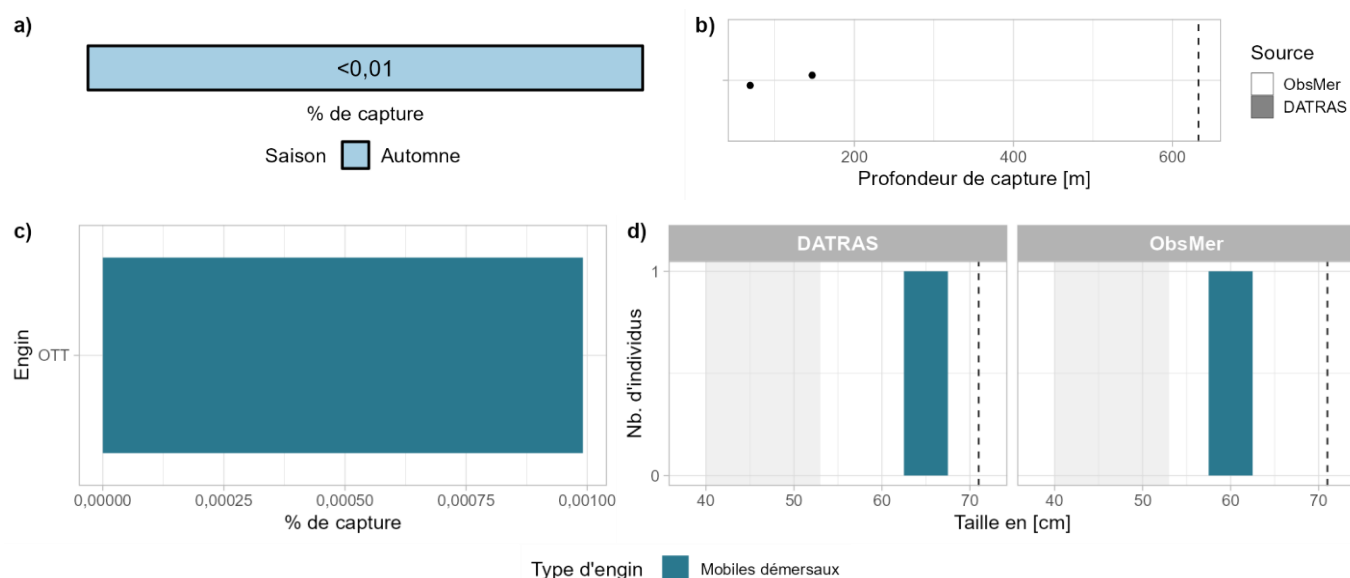 a)
<0,01
% de capture
Saison Automne
b)
200 400 600
Profondeur de capture [m]
Source
ObsMer
DATRAS
c)
Engin
OTT
0,00000 0,00025 0,00050 0,00075 0,00100
% de capture
d)
DATRAS ObsMer
Nb. d'individus
1
0
40 50 60 70 40 50 60 70
Taille en [cm]
Type d'engin Mobiles démersaux